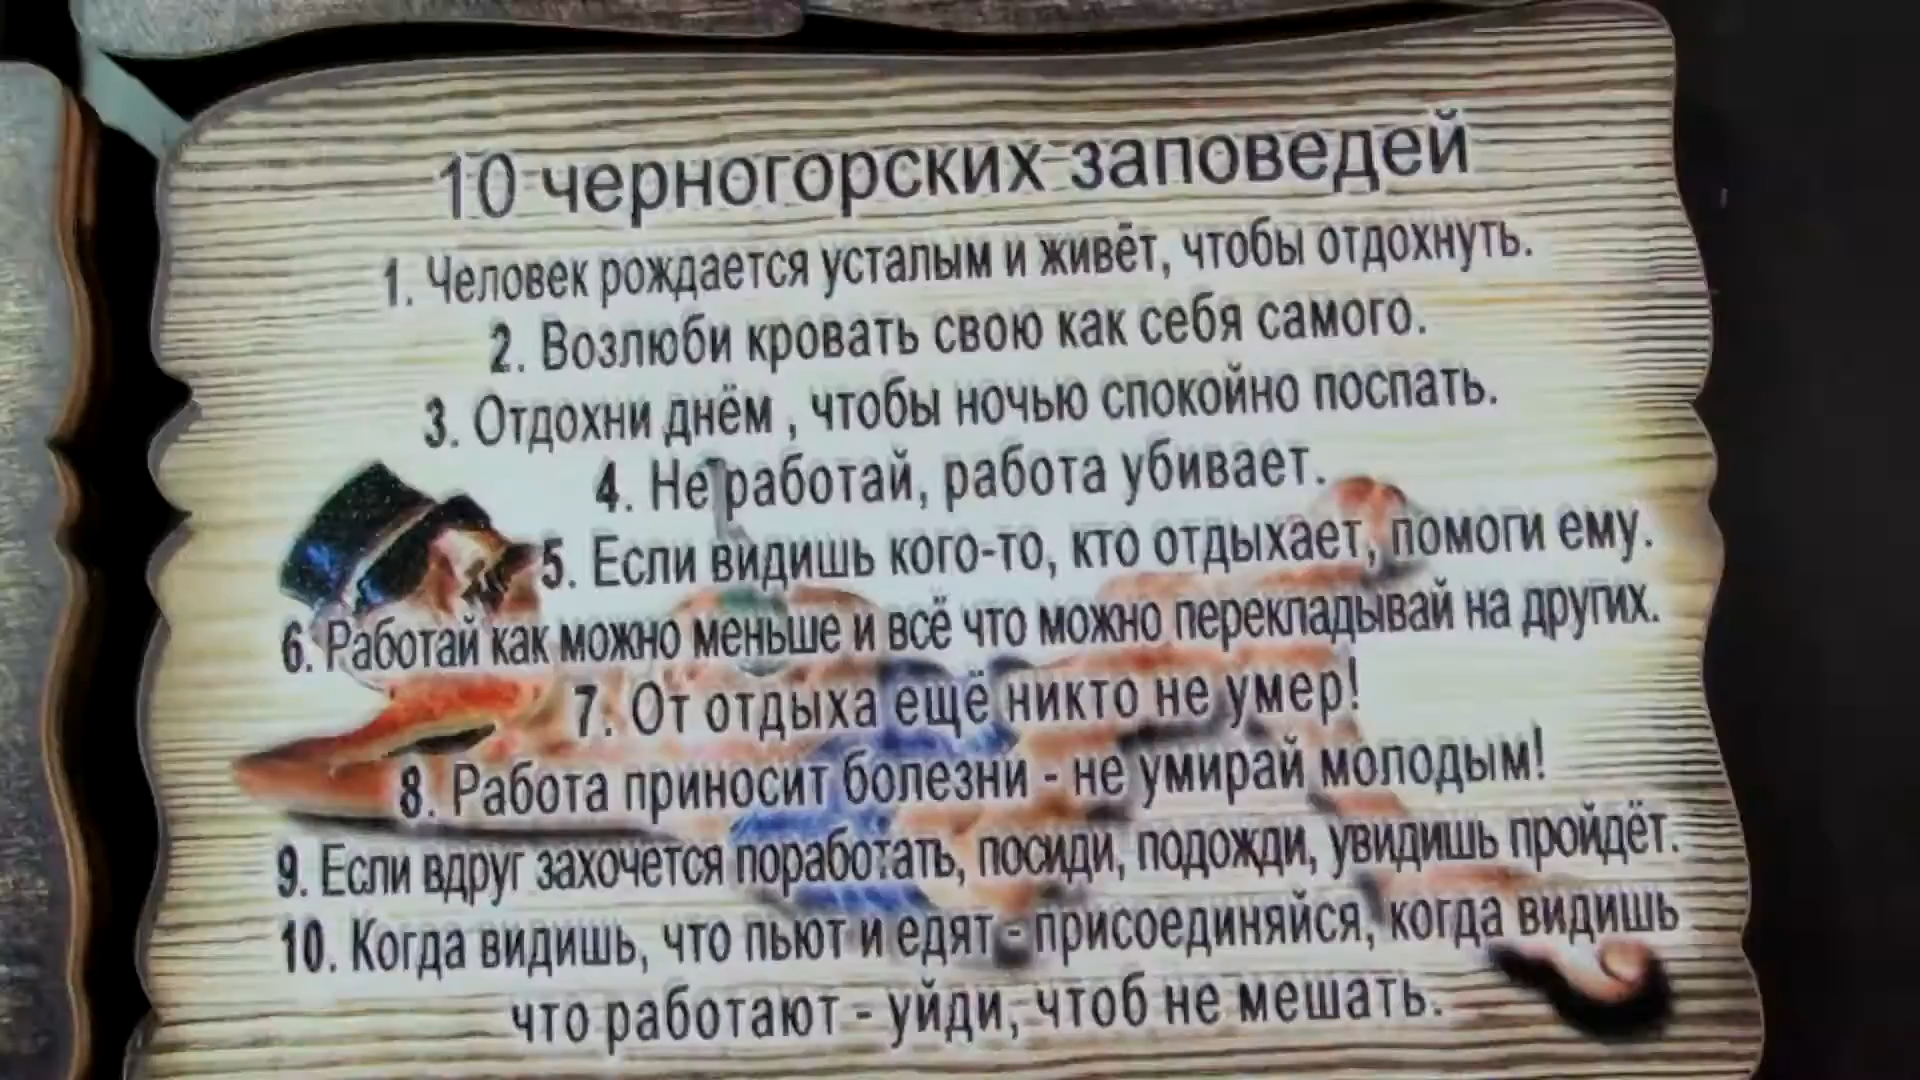 10 черногорских заповедей
1. Человек рождается усталым и живёт, чтобы отдохнуть.
2. Возлюби кровать свою как себя самого.
3. Отдохни днём , чтобы ночью спокойно поспать.
4. Не работай, работа убивает.
5. Если видишь кого-то, кто отдыхает, помоги ему.
6. Работай как можно меньше и всё что можно перекладывай на других.
7. От отдыха ещё никто не умер!
8. Работа приносит болезни - не умирай молодым!
9. Если вдруг захочется поработать, посиди, подожди, увидишь пройдёт.
10. Когда видишь, что пьют и едят - присоединяйся, когда видишь
что работают - уйди, чтоб не мешать.